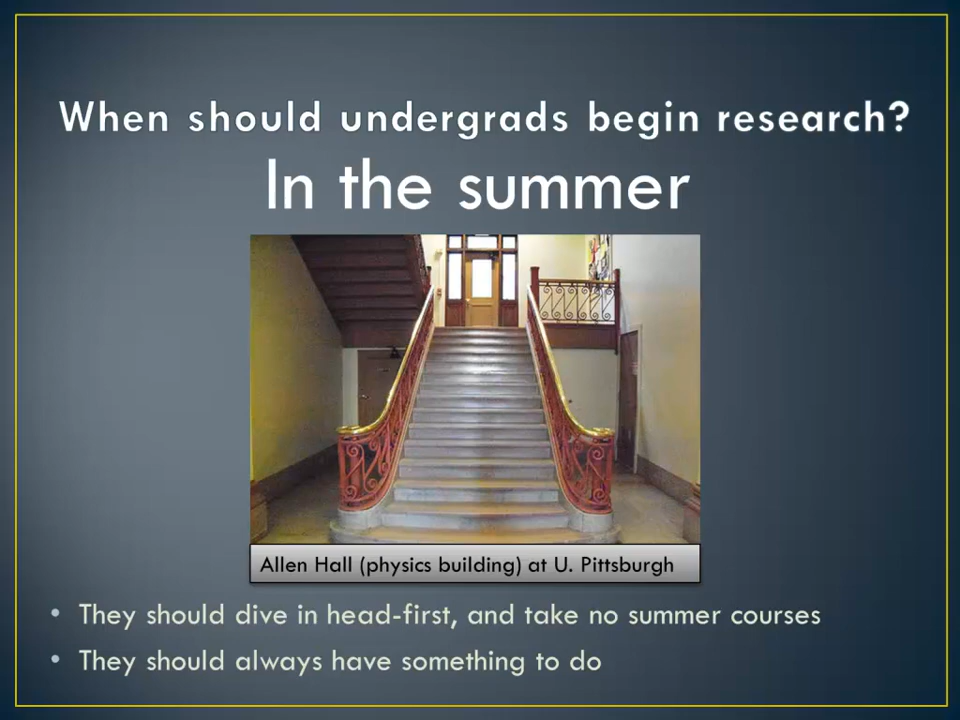 When should undergrads begin research?
In the summer
Allen Hall (physics building) at U. Pittsburgh
• They should dive in head-first, and take no summer courses
• They should always have something to do